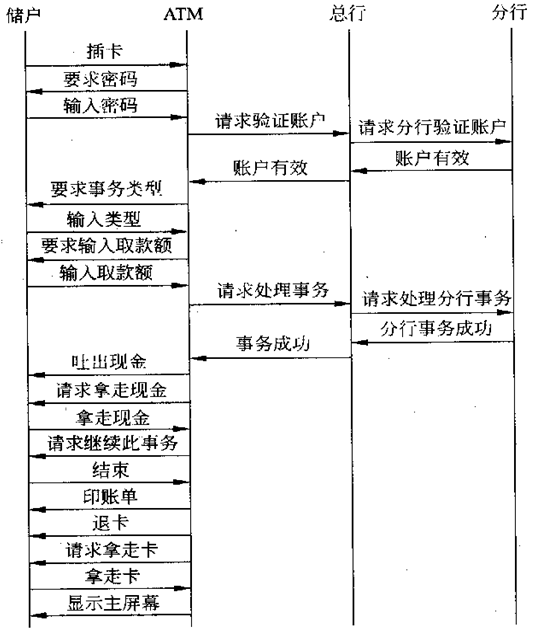 储户 ATM 总行 分行
插卡
要求密码
输入密码
请求验证账户
请求分行验证账户
账户有效
账户有效
要求事务类型
输入类型
要求输入取款额
输入取款额
请求处理事务
请求处理分行事务
分行事务成功
事务成功
吐出现金
请求拿走现金
拿走现金
请求继续此事务
结束
印账单
退卡
请求拿走卡
拿走卡
显示主屏幕